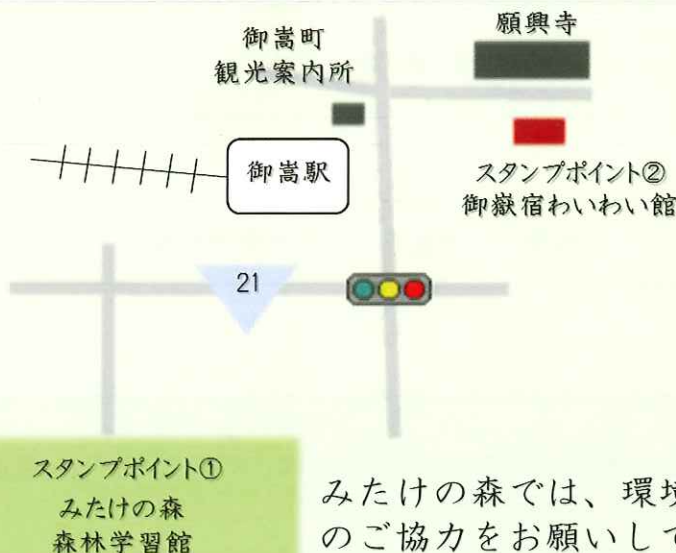 御嵩町
観光案内所
願興寺
御嵩駅
スタンプポイント②
御嶽宿わいわい館
21
スタンプポイント①
みたけの森
森林学習館
みたけの森では、環境
のご協力をお願いして